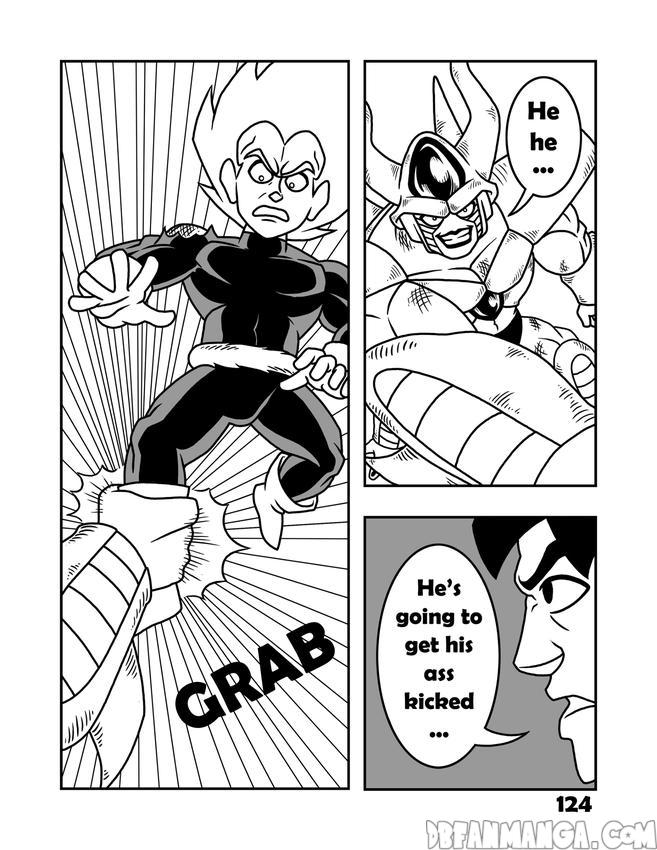 GRAB
He
he
...
He's
going to
get his
ass
kicked
...
124
DBFANMANGA.COM